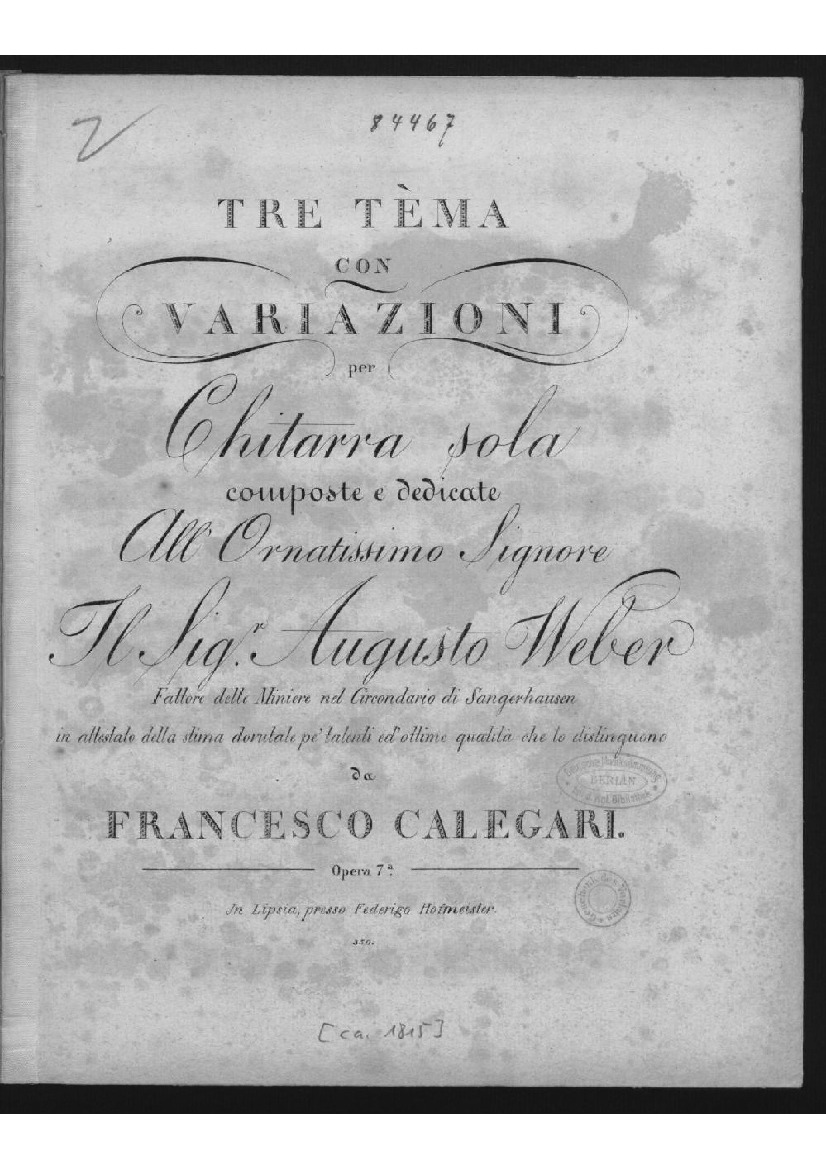 84467
TRE TÈMA
CON
VARIAZIONI
per
Chitarra sola
composte e dedicate
All' Ornatissimo Signore
Il Sig.r Augusto Weber
Fattore delle Miniere nel Circondario di Sangerhausen
in attestato della stima dovutale pe' talenti ed' ottime qualità che lo distinguono
da
FRANCESCO CALEGARI.
BERLIN
Opera 7.a
In Lipsia, presso Federigo Hofmeister.
[ca. 1815]